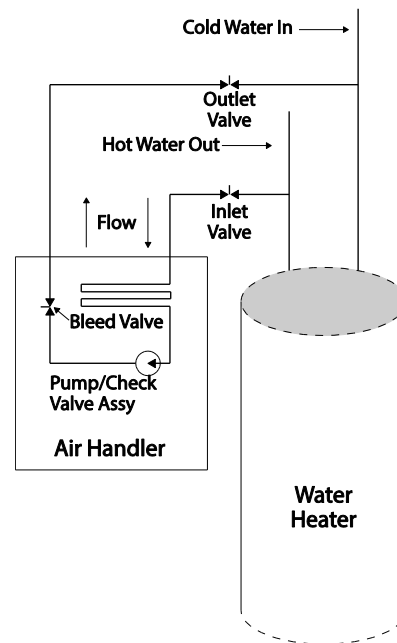 Cold Water In
Outlet
Valve
Hot Water Out
Flow
Inlet
Valve
Bleed Valve
Pump/Check
Valve Assy
Air Handler
Water
Heater